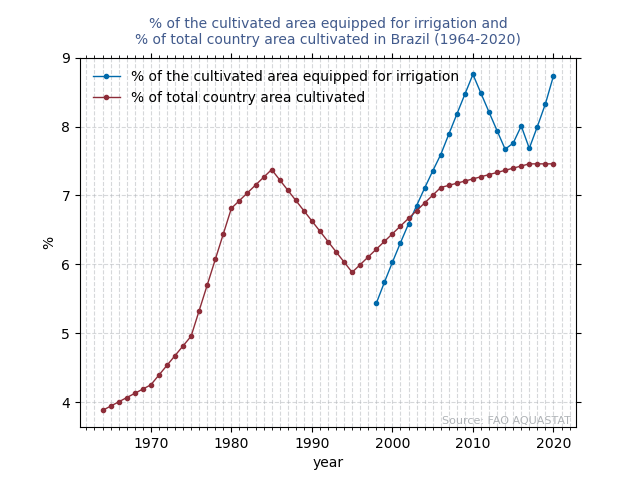 % of the cultivated area equipped for irrigation and
% of total country area cultivated in Brazil (1964-2020)
% of the cultivated area equipped for irrigation
% of total country area cultivated
%
9
8
7
6
5
4
Source: FAO AQUASTAT
1970 1980 1990 2000 2010 2020
year